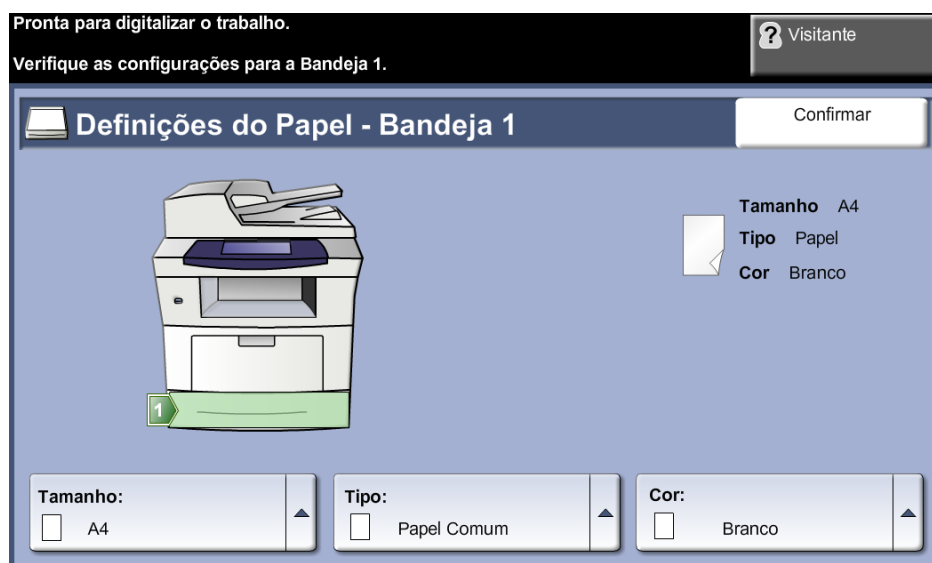 Pronta para digitalizar o trabalho.
Verifique as configurações para a Bandeja 1.
? Visitante
Definições do Papel - Bandeja 1
Confirmar
Tamanho A4
Tipo Papel
Cor Branco
1
Tamanho:
A4
Tipo:
Papel Comum
Cor:
Branco